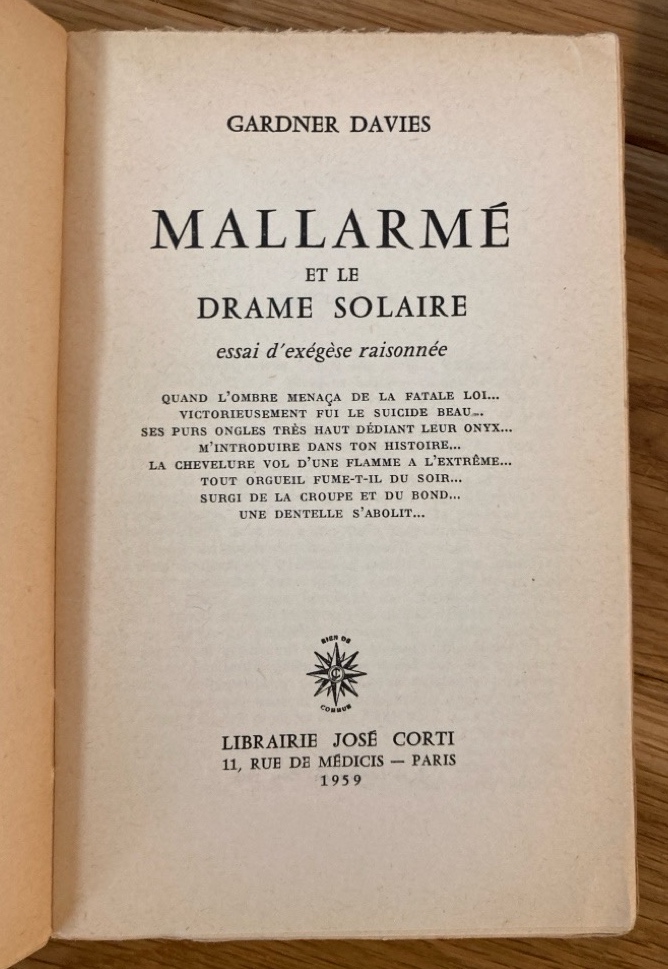 GARDNER DAVIES
MALLARMÉ
ET LE
DRAME SOLAIRE
essai d'exégèse raisonnée
QUAND L'OMBRE MENAÇA DE LA FATALE LOI...
VICTORIEUSEMENT FUI LE SUICIDE BEAU...
SES PURS ONGLES TRÈS HAUT DÉDIANT LEUR ONYX...
M'INTRODUIRE DANS TON HISTOIRE...
LA CHEVELURE VOL D'UNE FLAMME A L'EXTRÊME...
TOUT ORGUEIL FUME-T-IL DU SOIR...
SURGI DE LA CROUPE ET DU BOND...
UNE DENTELLE S'ABOLIT...
RIEN DE
COMMUN
LIBRAIRIE JOSÉ CORTI
11, RUE DE MÉDICIS — PARIS
1959